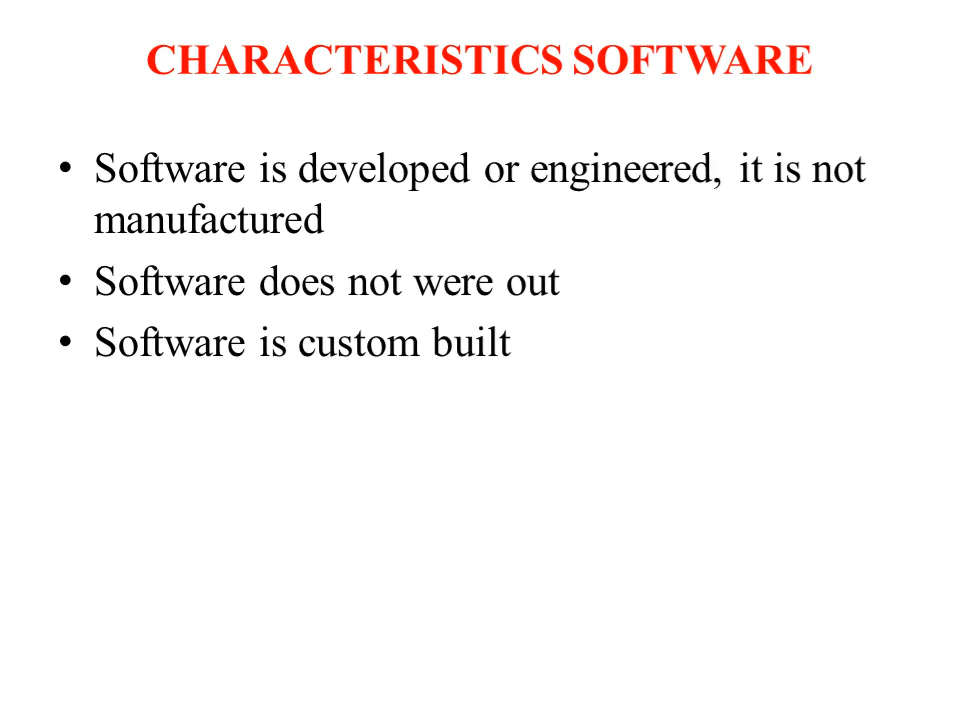 CHARACTERISTICS SOFTWARE
• Software is developed or engineered, it is not
manufactured
• Software does not were out
• Software is custom built